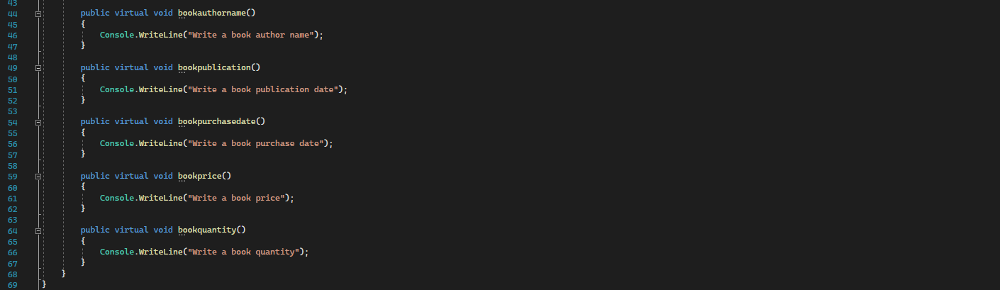 43
44 public virtual void bookauthorname()
45 {
46 Console.WriteLine("Write a book author name");
47 }
48
49 public virtual void bookpublication()
50 {
51 Console.WriteLine("Write a book publication date");
52 }
53
54 public virtual void bookpurchasedate()
55 {
56 Console.WriteLine("Write a book purchase date");
57 }
58
59 public virtual void bookprice()
60 {
61 Console.WriteLine("Write a book price");
62 }
63
64 public virtual void bookquantity()
65 {
66 Console.WriteLine("Write a book quantity");
67 }
68 }
69 }